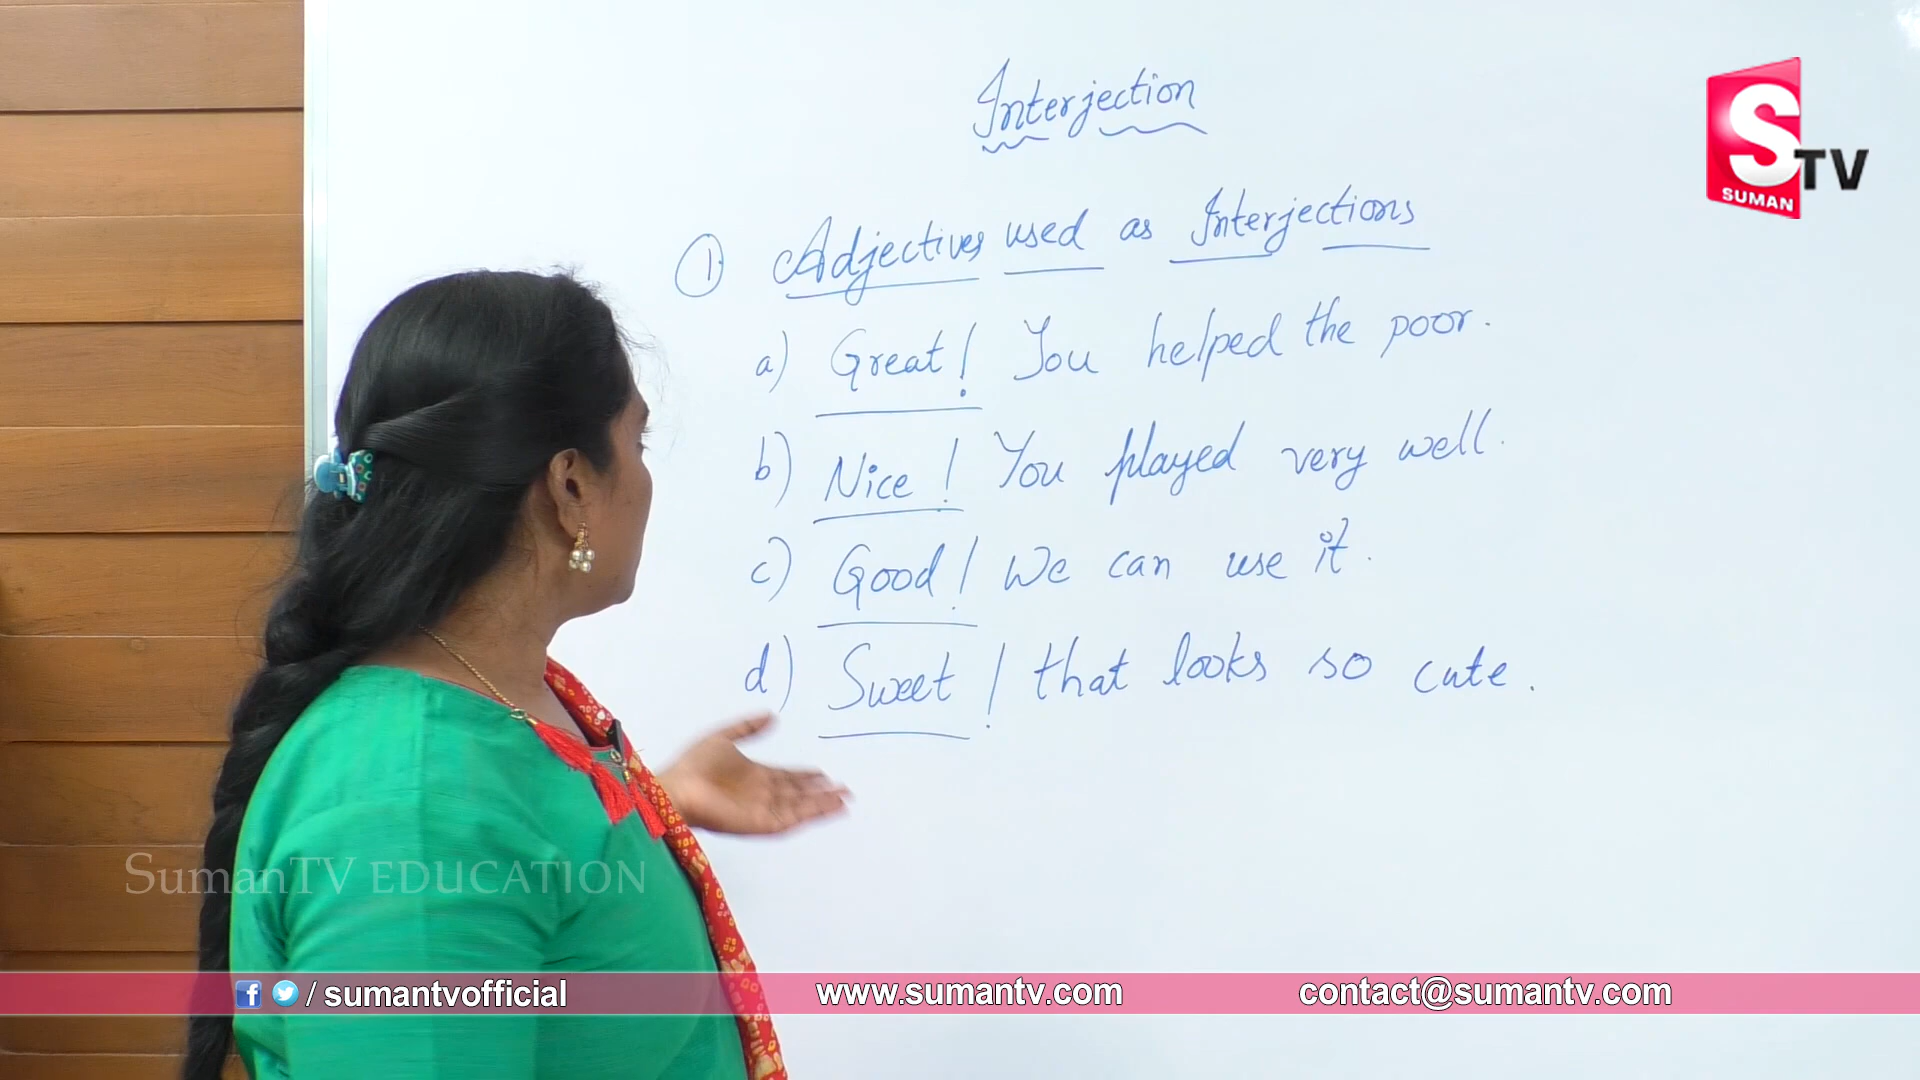 Interjection
S TV
SUMAN
1 Adjectives used as Interjections
a) Great! You helped the poor.
b) Nice! You played very well.
c) Good! We can use it.
d) Sweet! that looks so cute.
SumanTV EDUCATION
/ sumantvofficial
www.sumantv.com
contact@sumantv.com